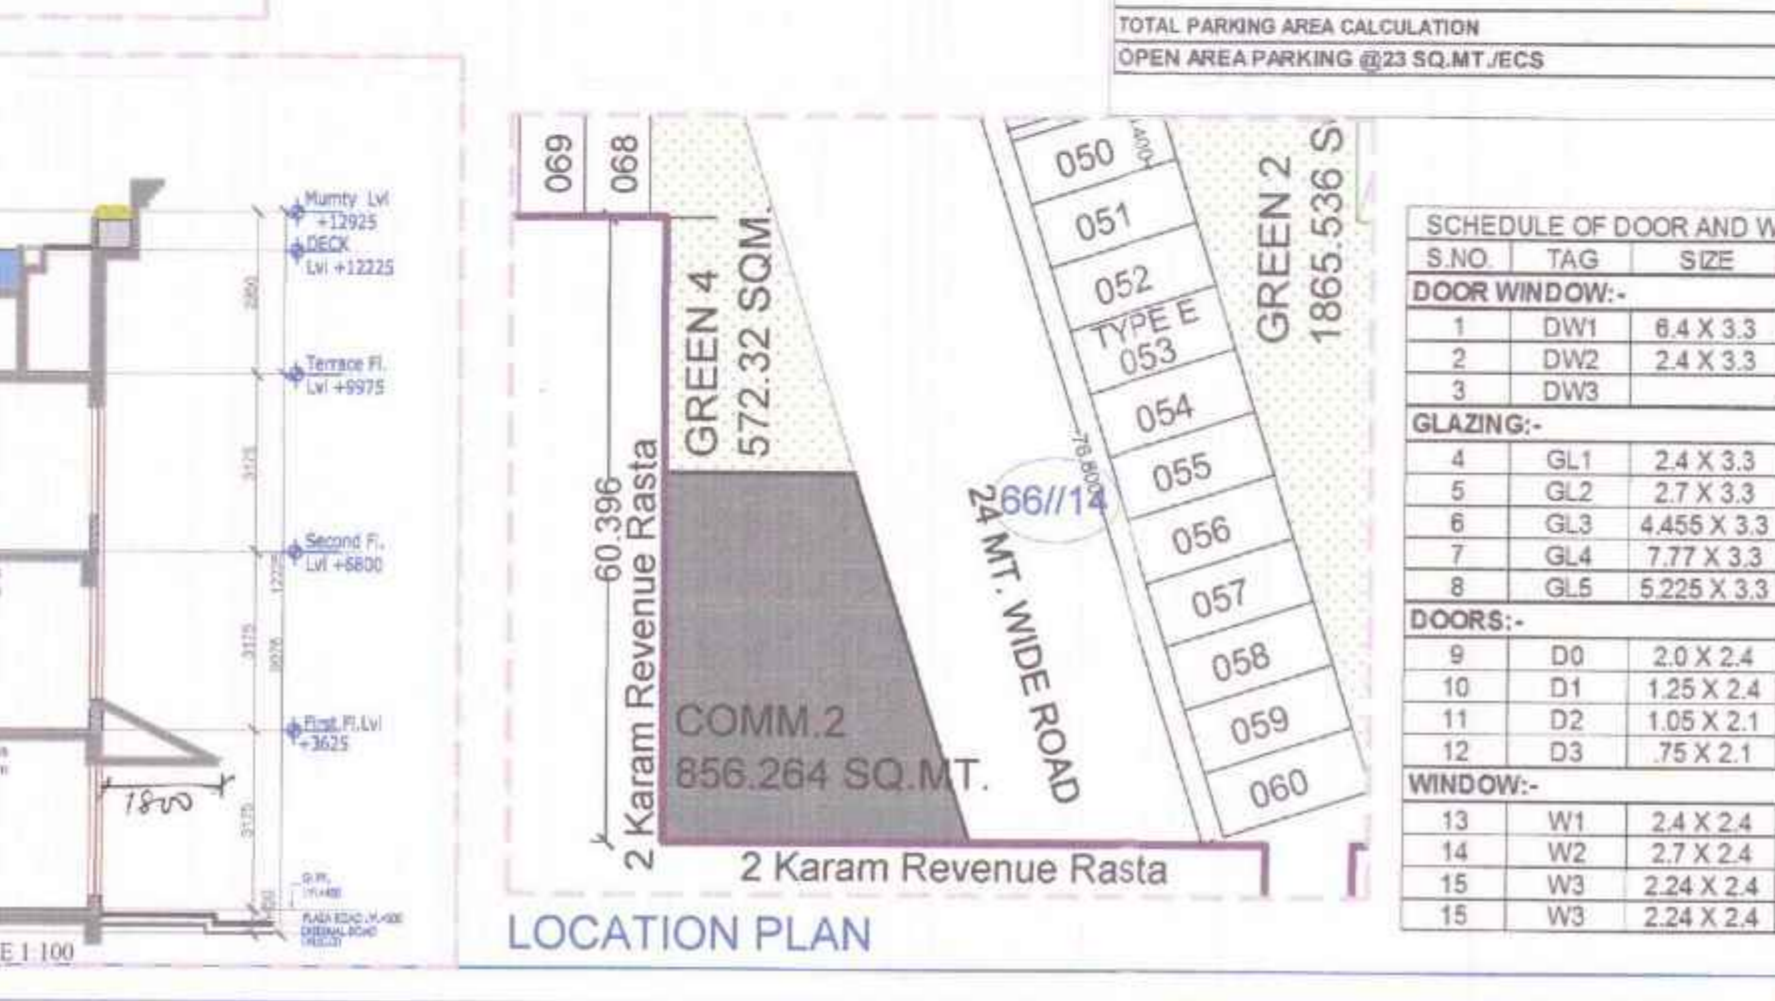 TOTAL PARKING AREA CALCULATION
OPEN AREA PARKING @23 SQ.MT./ECS
Mumty Lvl
+12925
DECK
Lvl +12225
Terrace Fl.
Lvl +9975
3175
Second Fl.
Lvl +6800
3175
First.Fl.Lvl
+3625
1800
3175
E 1:100
069
068
GREEN 4
572.32 SQM.
60.396
2 Karam Revenue Rasta
COMM.2
856.264 SQ.MT.
2 Karam Revenue Rasta
24 MT. WIDE ROAD
66//14
76.800
050
051
052
TYPE E
053
054
055
056
057
058
059
060
GREEN 2
1865.536 S
LOCATION PLAN
SCHEDULE OF DOOR AND W
S.NO. TAG SIZE
DOOR WINDOW:-
1 DW1 6.4 X 3.3
2 DW2 2.4 X 3.3
3 DW3
GLAZING:-
4 GL1 2.4 X 3.3
5 GL2 2.7 X 3.3
6 GL3 4.455 X 3.3
7 GL4 7.77 X 3.3
8 GL5 5.225 X 3.3
DOORS:-
9 D0 2.0 X 2.4
10 D1 1.25 X 2.4
11 D2 1.05 X 2.1
12 D3 .75 X 2.1
WINDOW:-
13 W1 2.4 X 2.4
14 W2 2.7 X 2.4
15 W3 2.24 X 2.4
15 W3 2.24 X 2.4